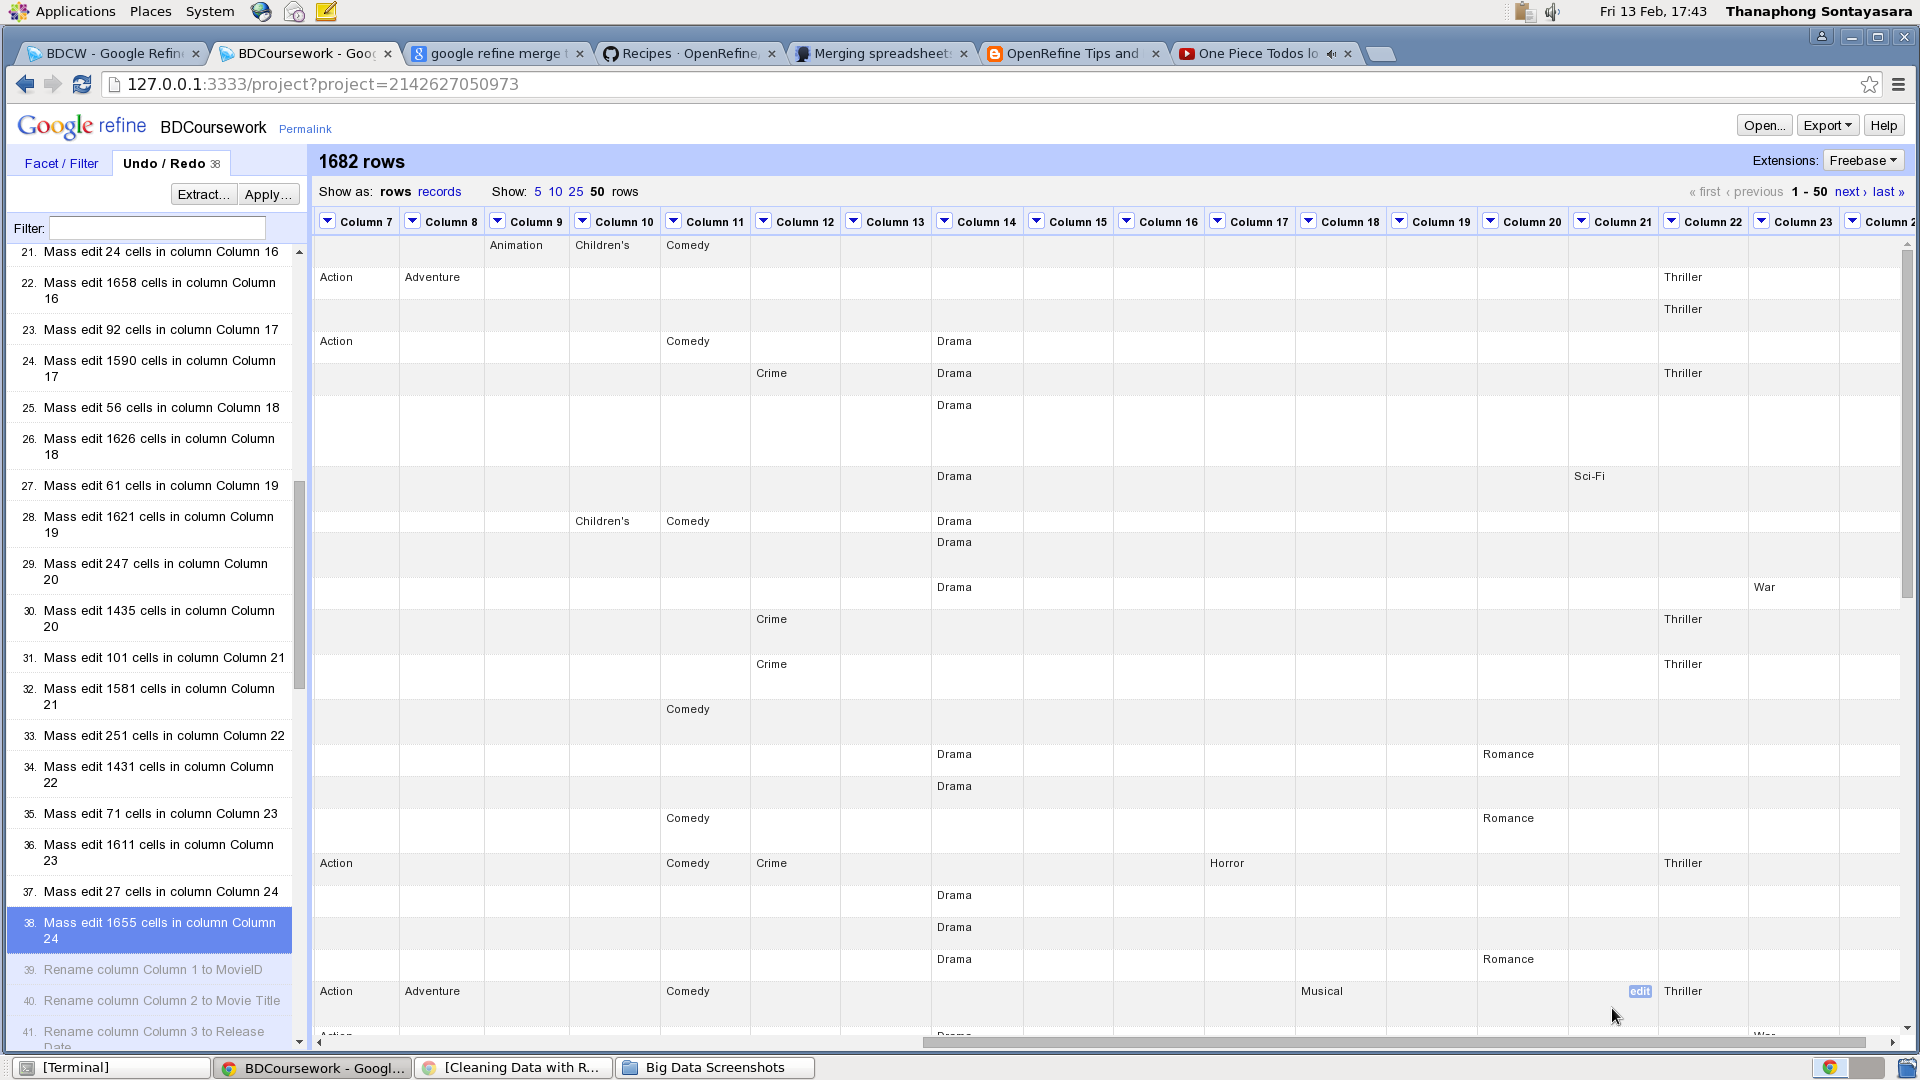 Applications Places System Fri 13 Feb, 17:43 Thanaphong Sontayasara
BDCW - Google Refin BDCoursework - Goog google refine merge t Recipes · OpenRefine Merging spreadsheets OpenRefine Tips and One Piece Todos lo
127.0.0.1:3333/project?project=2142627050973
Google refine BDCoursework Permalink Open... Export Help
Facet / Filter Undo / Redo 38 1682 rows Extensions: Freebase
Extract... Apply... Show as: rows records Show: 5 10 25 50 rows « first ‹ previous 1 - 50 next › last »
Filter:
Column 7 Column 8 Column 9 Column 10 Column 11 Column 12 Column 13 Column 14 Column 15 Column 16 Column 17 Column 18 Column 19 Column 20 Column 21 Column 22 Column 23 Column 2
21. Mass edit 24 cells in column Column 16
22. Mass edit 1658 cells in column Column
16
23. Mass edit 92 cells in column Column 17
24. Mass edit 1590 cells in column Column
17
25. Mass edit 56 cells in column Column 18
26. Mass edit 1626 cells in column Column
18
27. Mass edit 61 cells in column Column 19
28. Mass edit 1621 cells in column Column
19
29. Mass edit 247 cells in column Column
20
30. Mass edit 1435 cells in column Column
20
31. Mass edit 101 cells in column Column 21
32. Mass edit 1581 cells in column Column
21
33. Mass edit 251 cells in column Column 22
34. Mass edit 1431 cells in column Column
22
35. Mass edit 71 cells in column Column 23
36. Mass edit 1611 cells in column Column
23
37. Mass edit 27 cells in column Column 24
38. Mass edit 1655 cells in column Column
24
39. Rename column Column 1 to MovieID
40. Rename column Column 2 to Movie Title
41. Rename column Column 3 to Release
Date
Animation Children's Comedy
Action Adventure Thriller
Thriller
Action Comedy Drama
Crime Drama Thriller
Drama
Drama Sci-Fi
Children's Comedy Drama
Drama
Drama War
Crime Thriller
Crime Thriller
Comedy
Drama Romance
Drama
Comedy Romance
Action Comedy Crime Horror Thriller
Drama
Drama
Drama Romance
Action Adventure Comedy Musical edit Thriller
Action Drama War
[Terminal] BDCoursework - Googl... [Cleaning Data with R... Big Data Screenshots